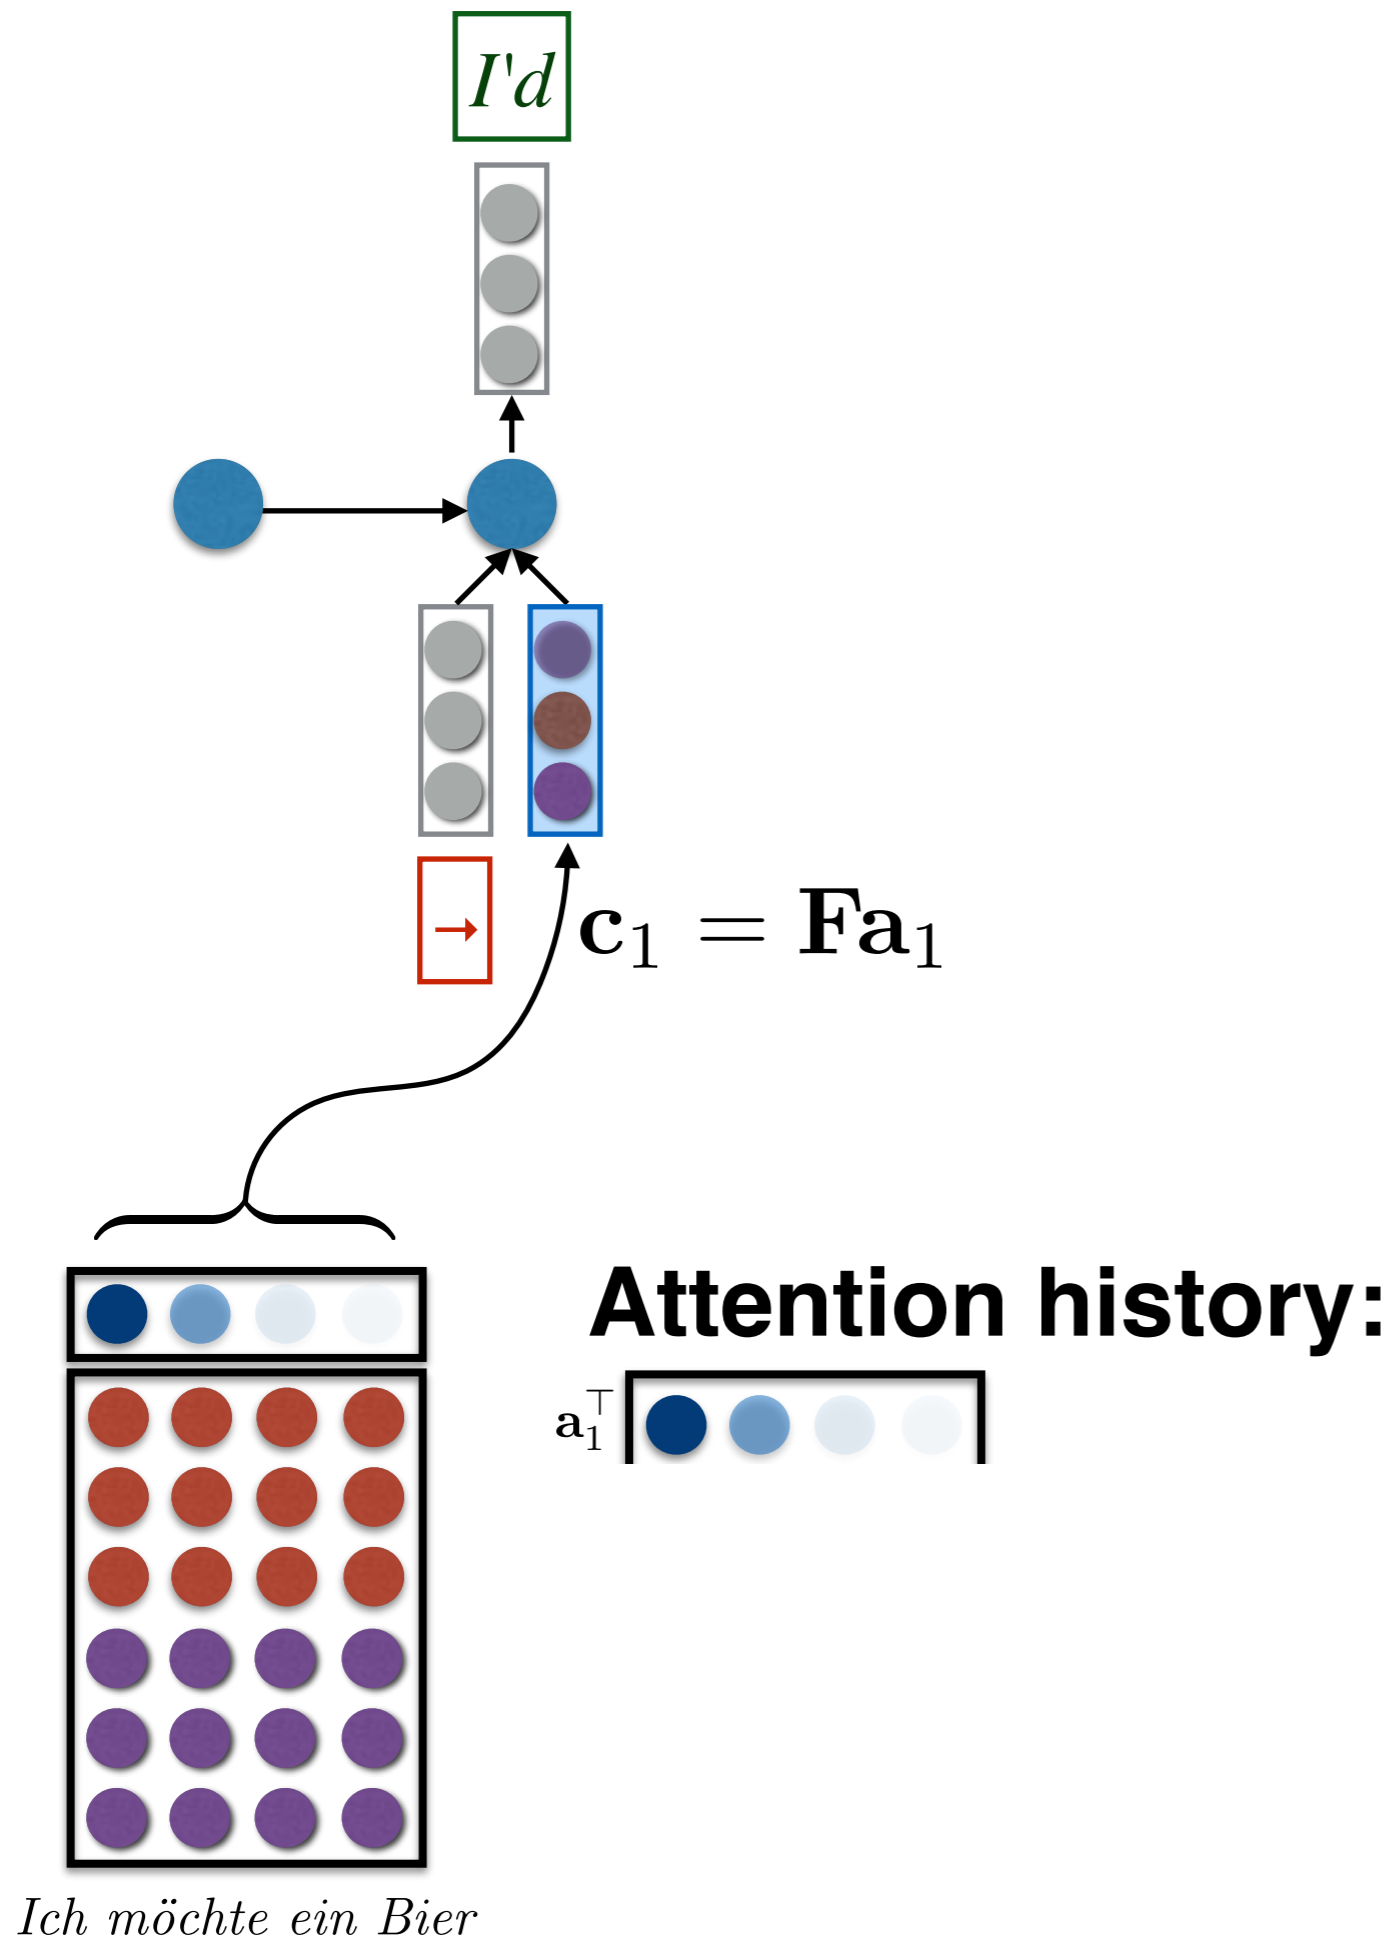 I'd
→
c₁ = Fa₁
Attention history:
a₁⊤
Ich möchte ein Bier